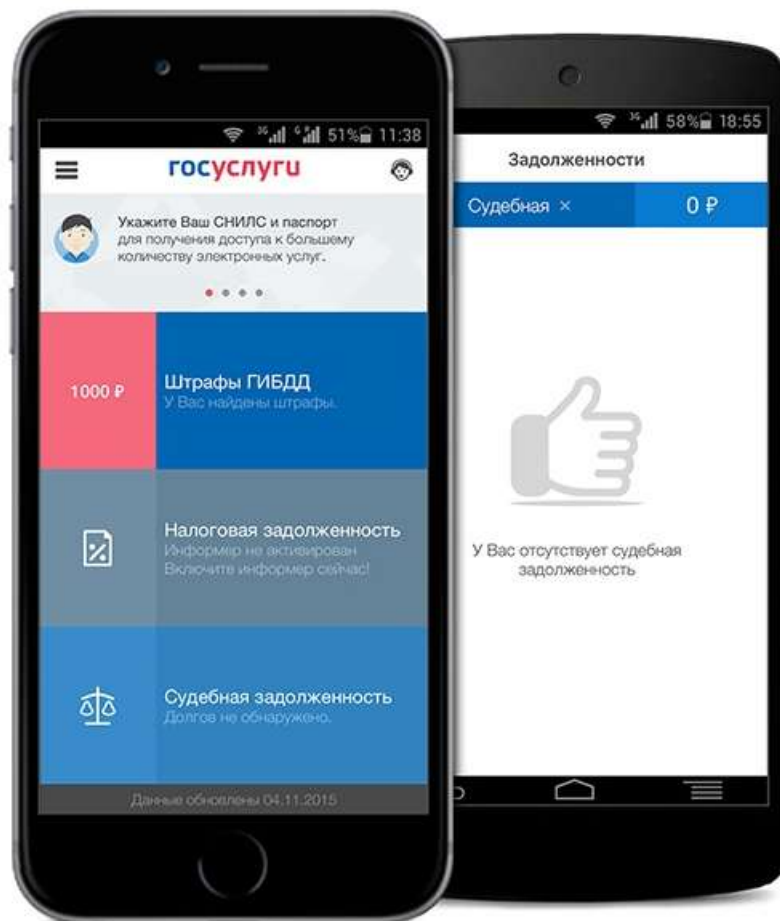 3G G 51% 11:38
госуслуги
Укажите Ваш СНИЛС и паспорт
для получения доступа к большему
количеству электронных услуг.
1000 ₽
Штрафы ГИБДД
У Вас найдены штрафы.
Налоговая задолженность
Информер не активирован
Включите информер сейчас!
Судебная задолженность
Долгов не обнаружено.
Данные обновлены 04.11.2015
3G 58% 18:55
Задолженности
Судебная × 0 ₽
У Вас отсутствует судебная
задолженность